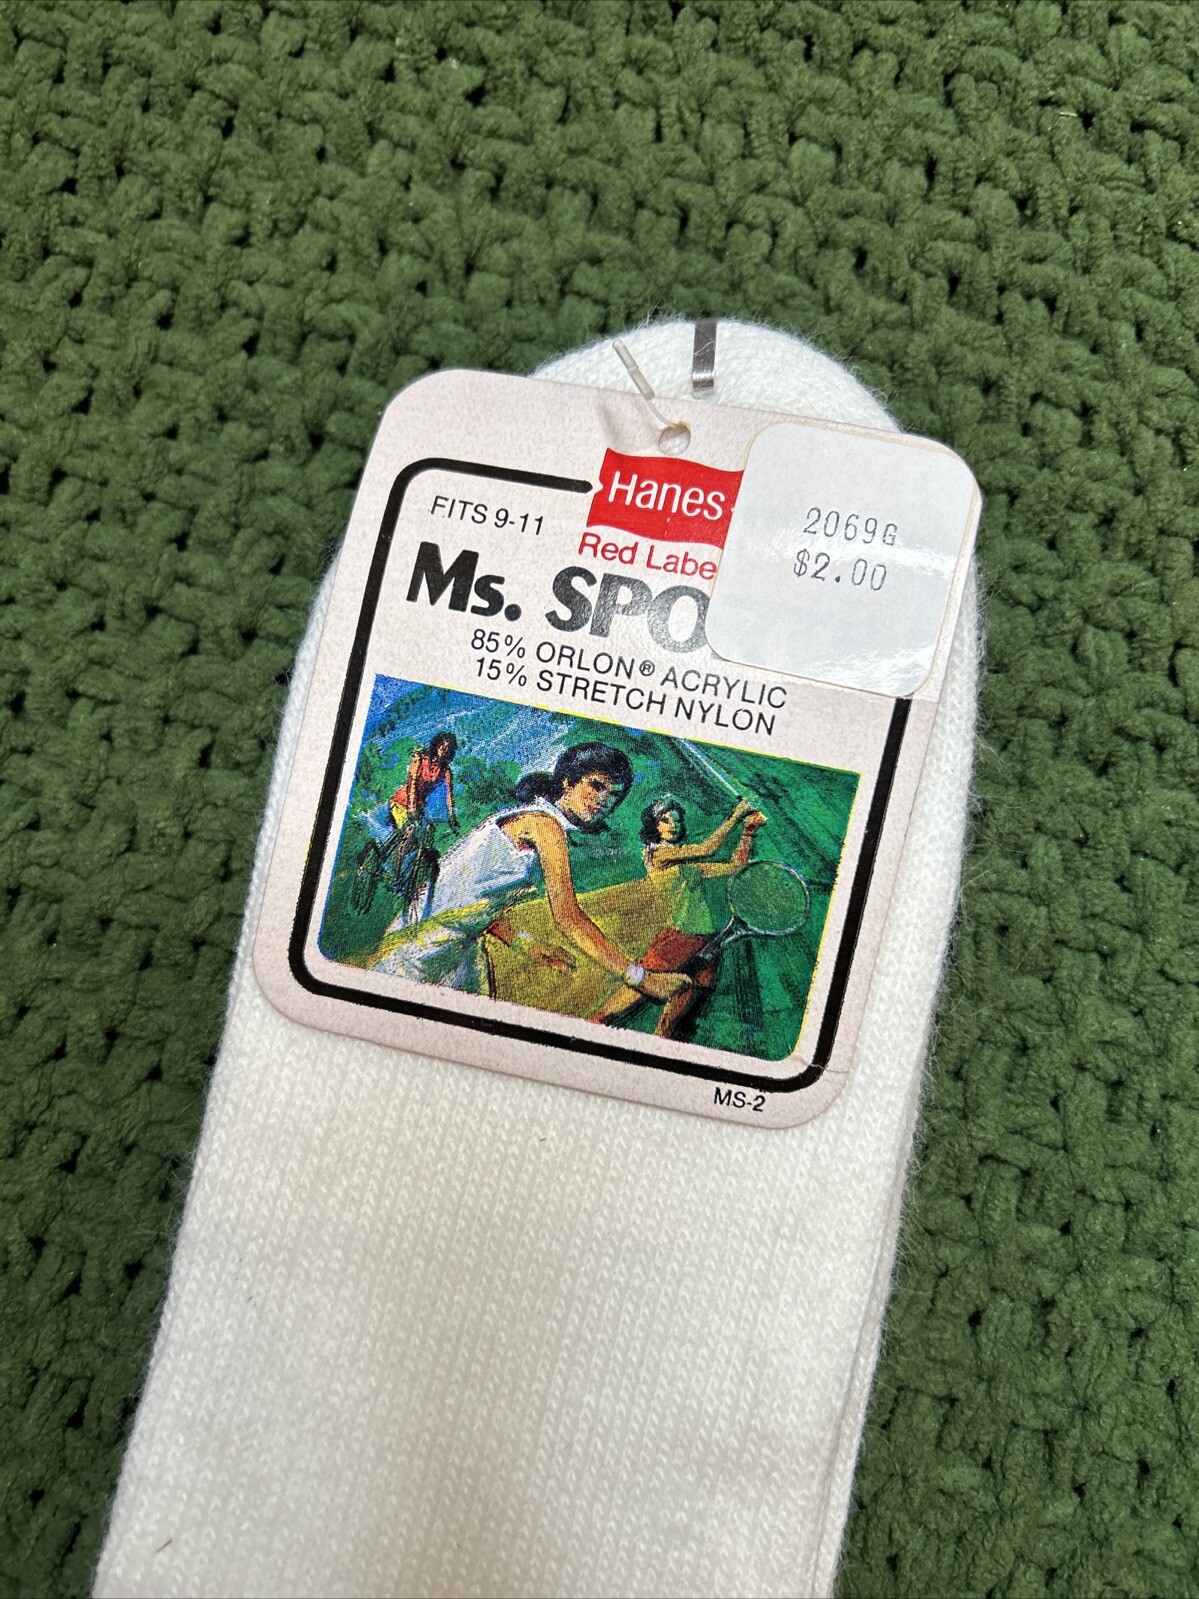 Hanes
FITS 9-11
Red Labe
Ms. SPO
2069G
$2.00
85% ORLON® ACRYLIC
15% STRETCH NYLON
MS-2